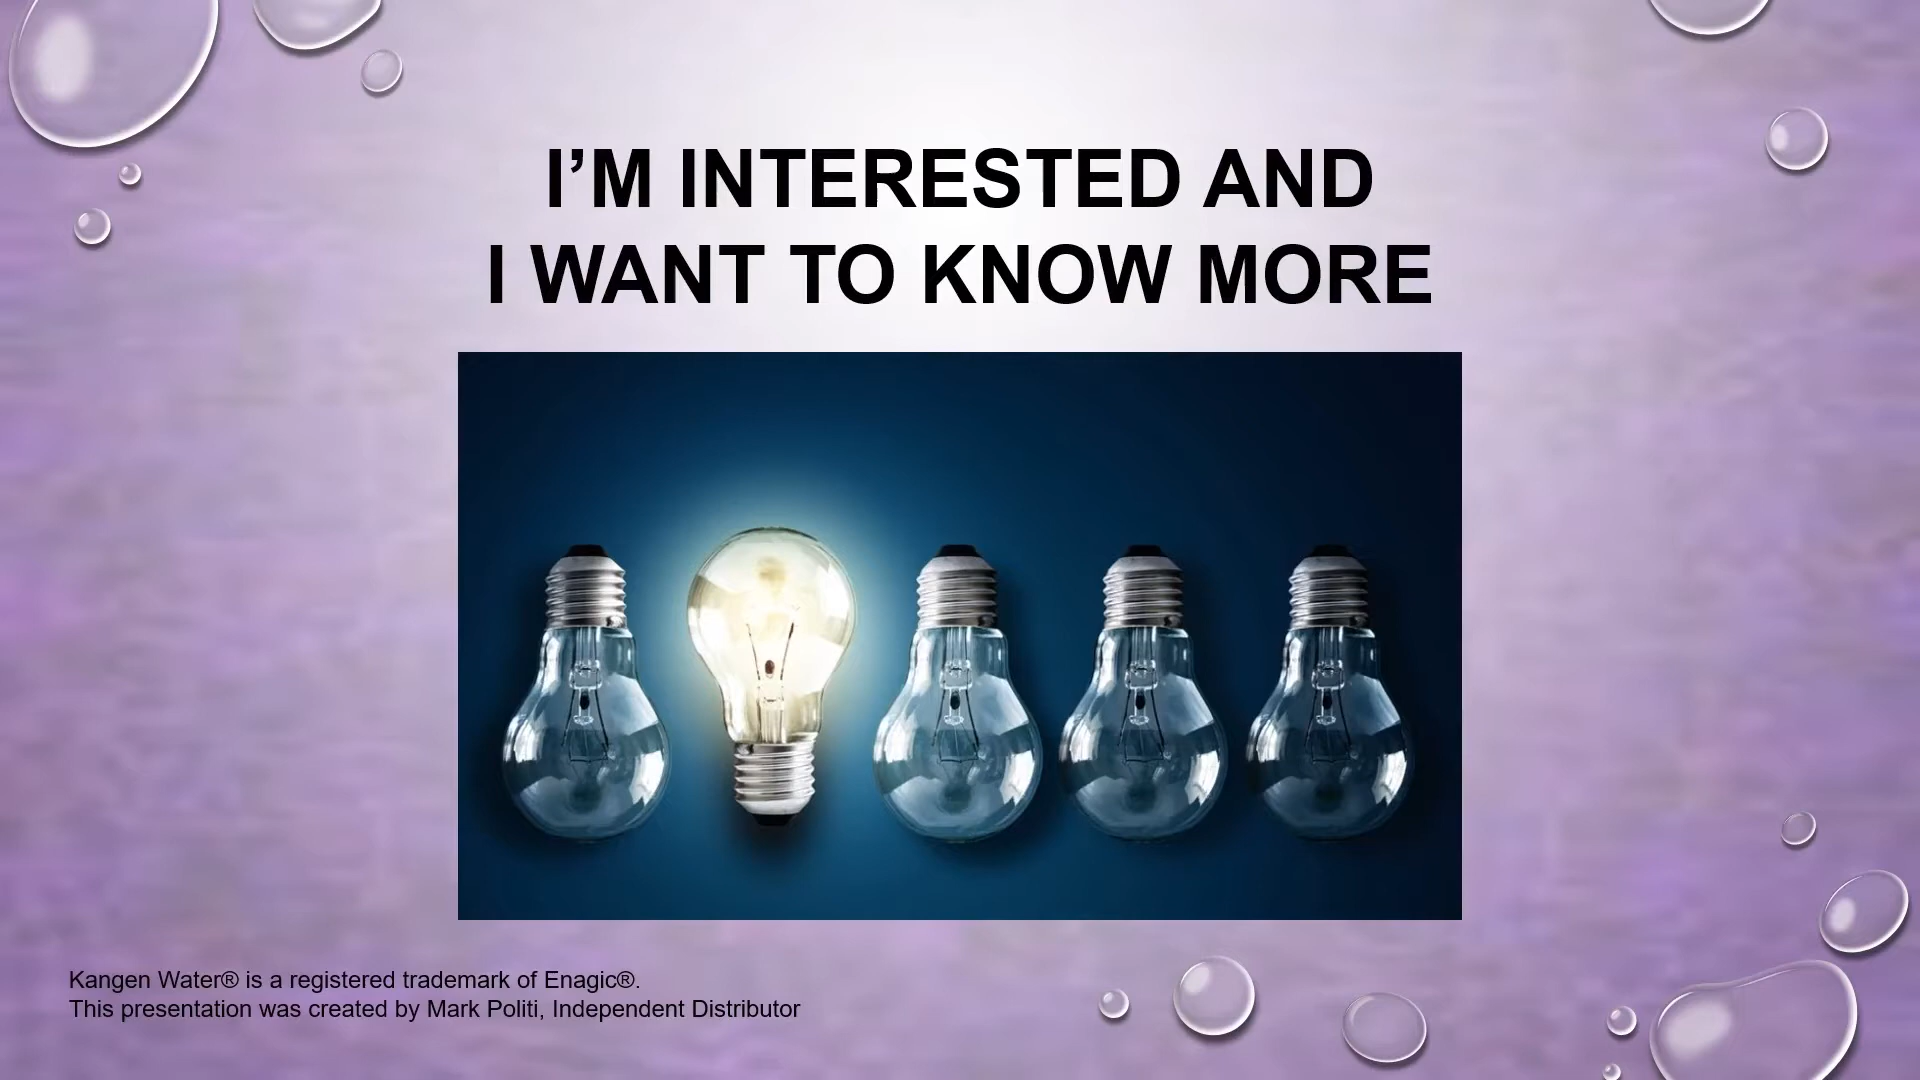 I’M INTERESTED AND
I WANT TO KNOW MORE
Kangen Water® is a registered trademark of Enagic®.
This presentation was created by Mark Politi, Independent Distributor